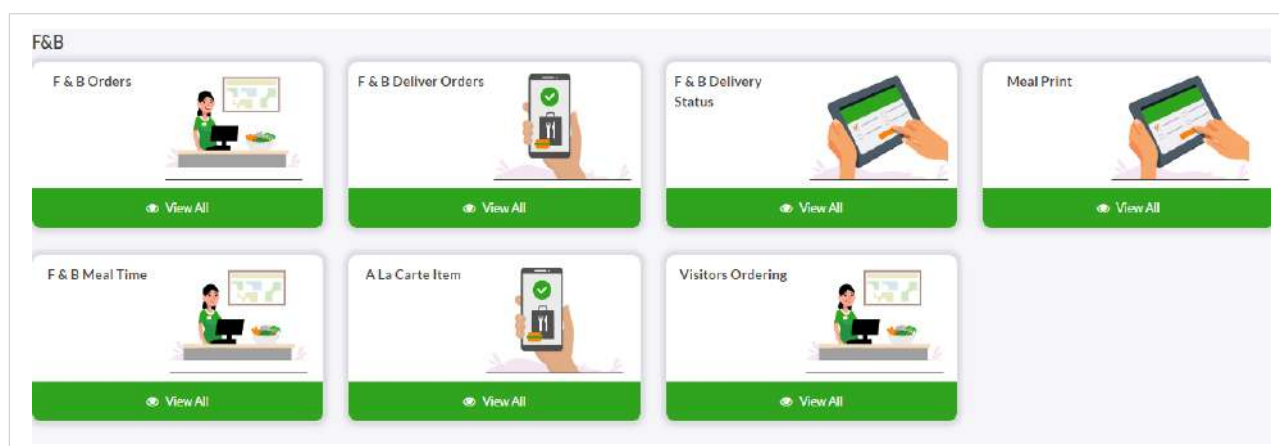 F&B
F & B Orders
F & B Deliver Orders
F & B Delivery
Status
Meal Print
View All
View All
View All
View All
F & B Meal Time
A La Carte Item
Visitors Ordering
View All
View All
View All